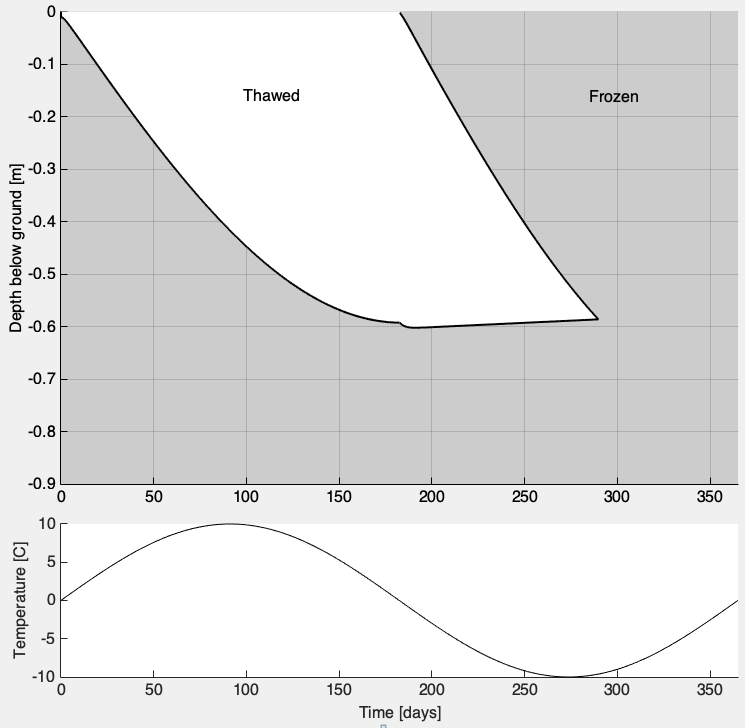 0
-0.1
-0.2
-0.3
-0.4
-0.5
-0.6
-0.7
-0.8
-0.9
Depth below ground [m]
Thawed
Frozen
0 50 100 150 200 250 300 350
10
5
0
-5
-10
Temperature [C]
0 50 100 150 200 250 300 350
Time [days]